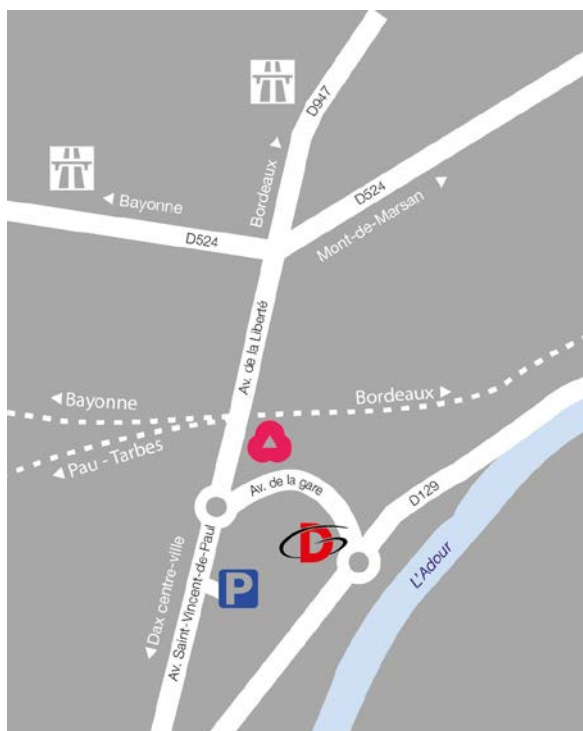 D947
Bordeaux
Bayonne
D524
D524
Mont-de-Marsan
Av. de la Liberté
Bordeaux
Bayonne
Pau - Tarbes
Av. de la gare
D129
D
L'Adour
Dax centre-ville
Av. Saint-Vincent-de-Paul
P